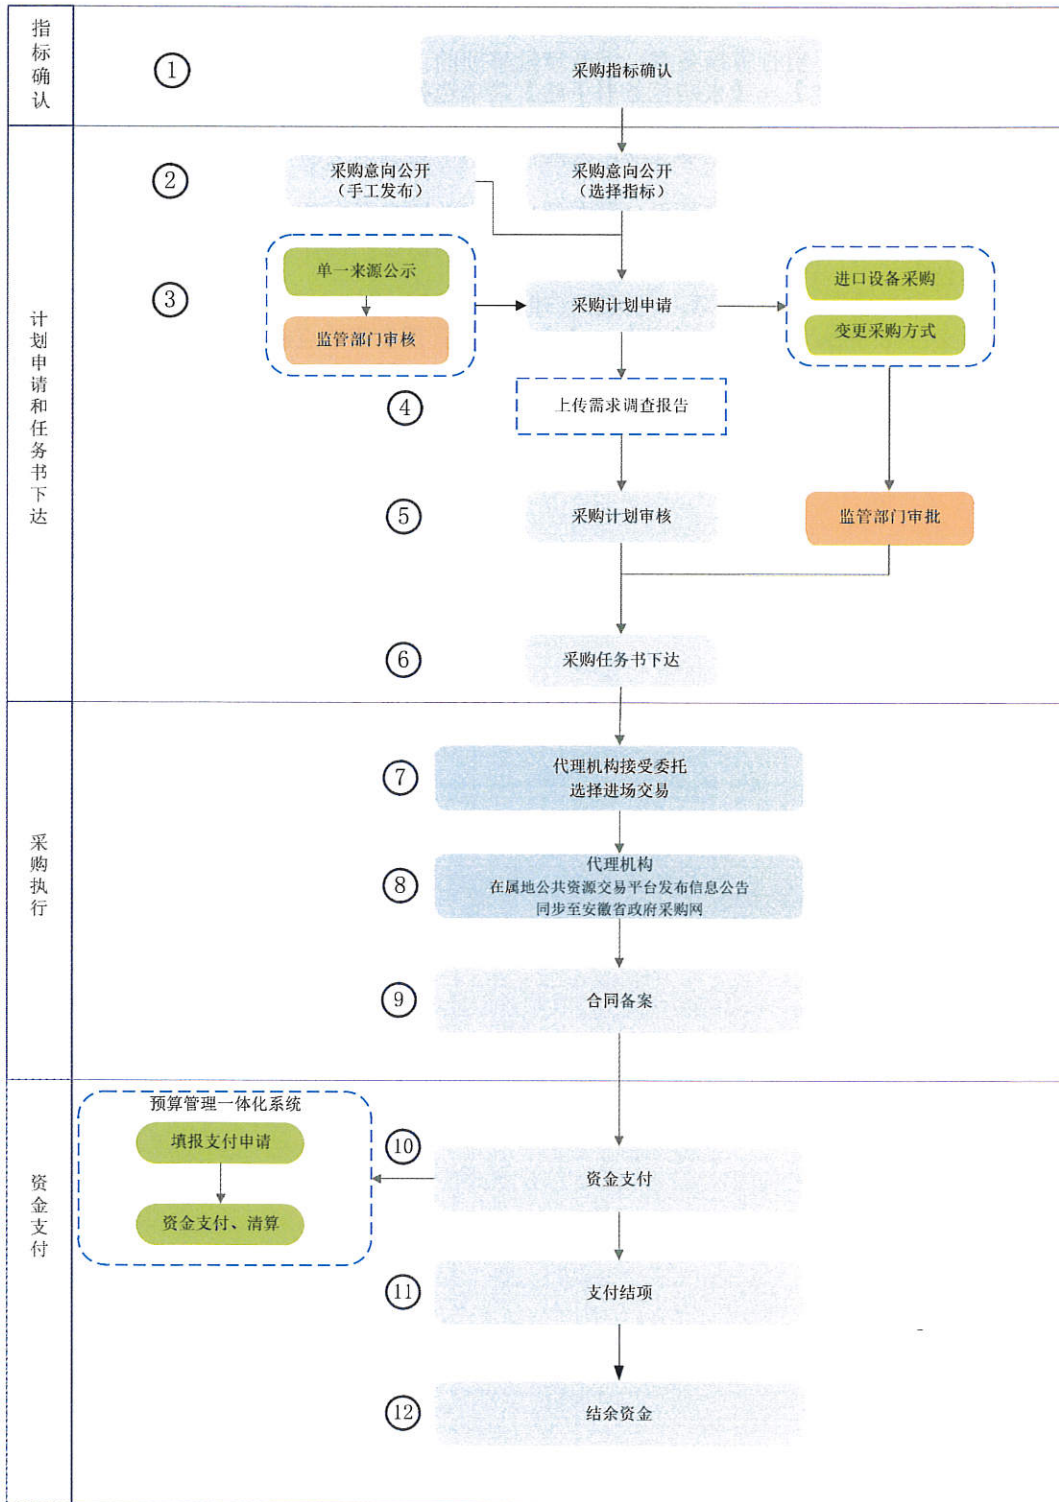 指标确认
①
采购指标确认
计划申请和任务书下达
②
采购意向公开
（手工发布）
采购意向公开
（选择指标）
③
单一来源公示
监管部门审核
采购计划申请
进口设备采购
变更采购方式
④
上传需求调查报告
⑤
采购计划审核
监管部门审批
⑥
采购任务书下达
采购执行
⑦
代理机构接受委托
选择进场交易
⑧
代理机构
在属地公共资源交易平台发布信息公告
同步至安徽省政府采购网
⑨
合同备案
资金支付
预算管理一体化系统
填报支付申请
资金支付、清算
⑩
资金支付
⑪
支付结项
⑫
结余资金